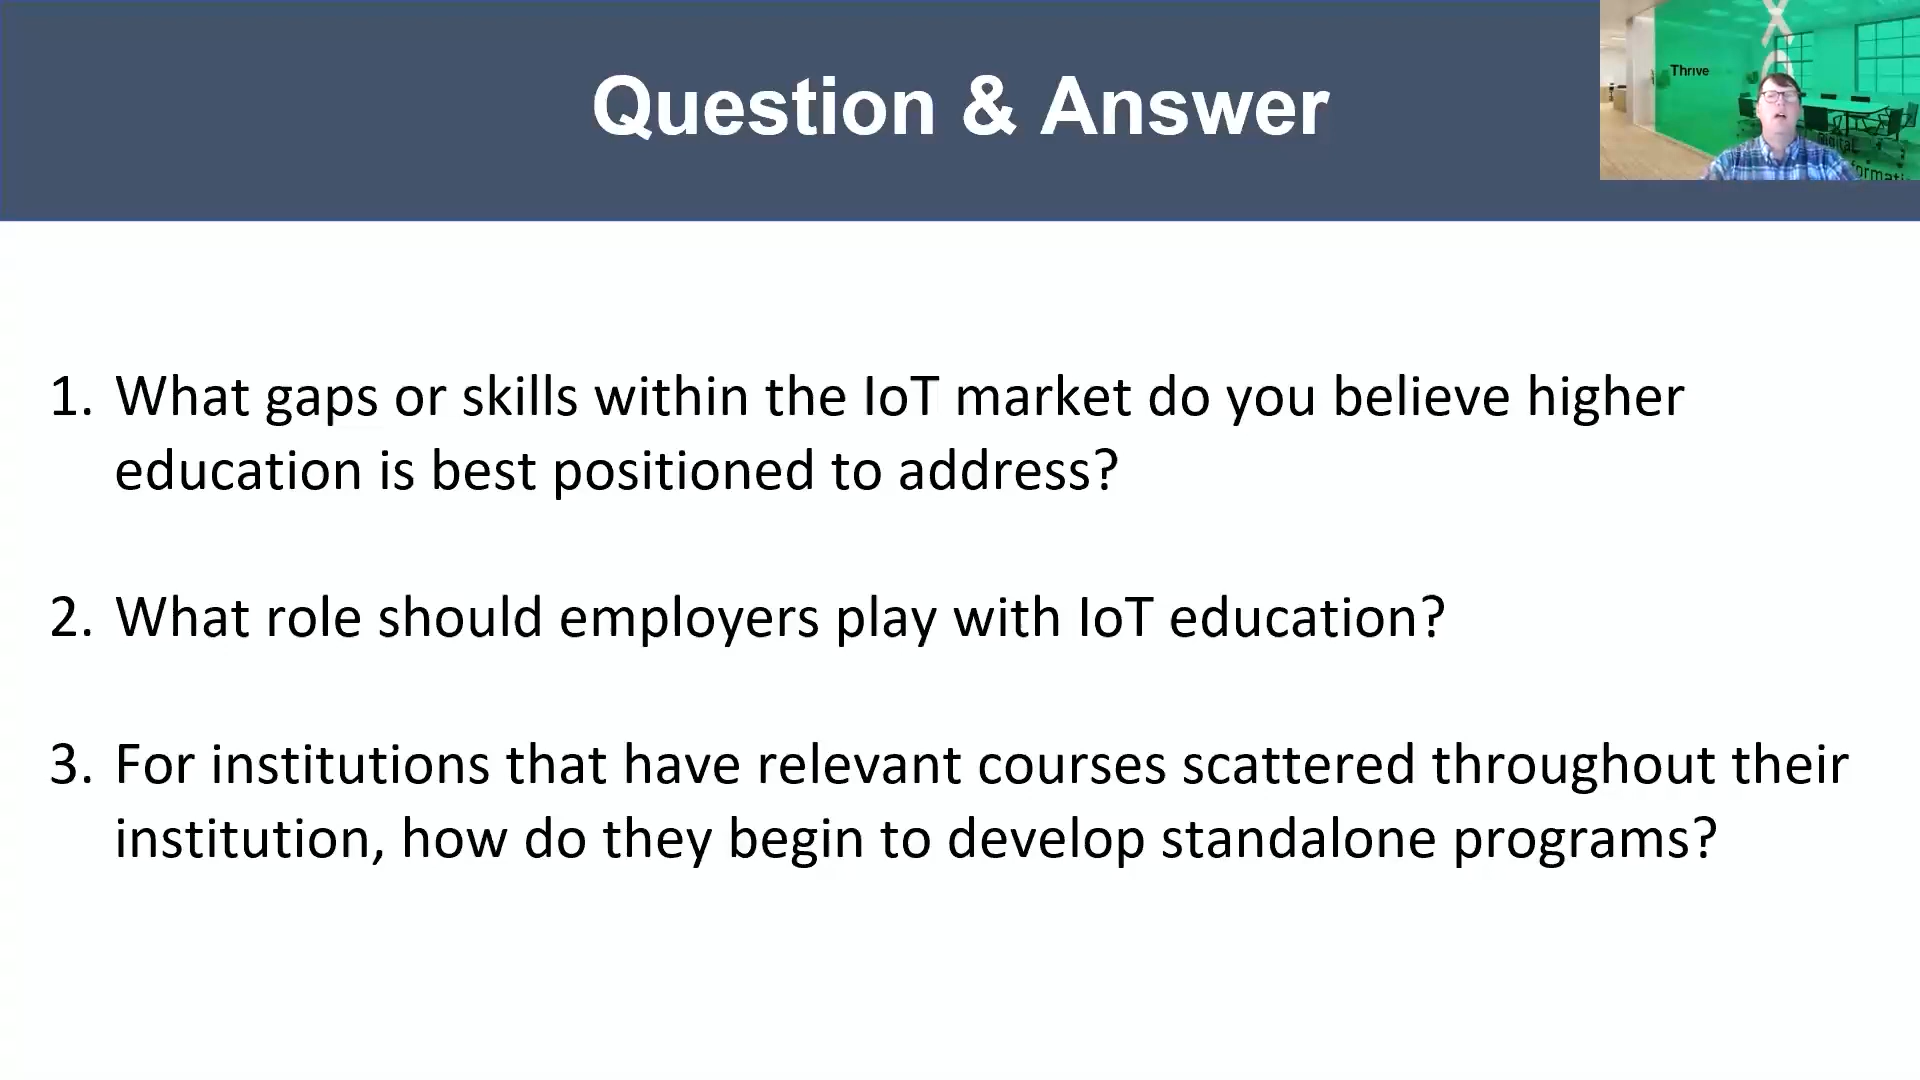 Question & Answer
Thrive
X
Digital
1. What gaps or skills within the IoT market do you believe higher
education is best positioned to address?
2. What role should employers play with IoT education?
3. For institutions that have relevant courses scattered throughout their
institution, how do they begin to develop standalone programs?